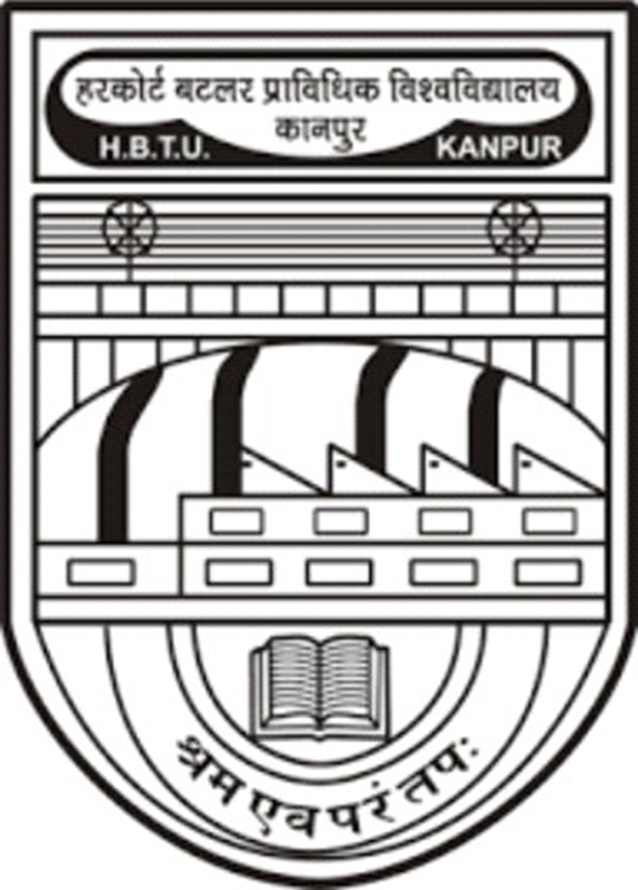 हरकोर्ट बटलर प्राविधिक विश्वविद्यालय
कानपुर
H.B.T.U. KANPUR
श्रम एव परं तपः